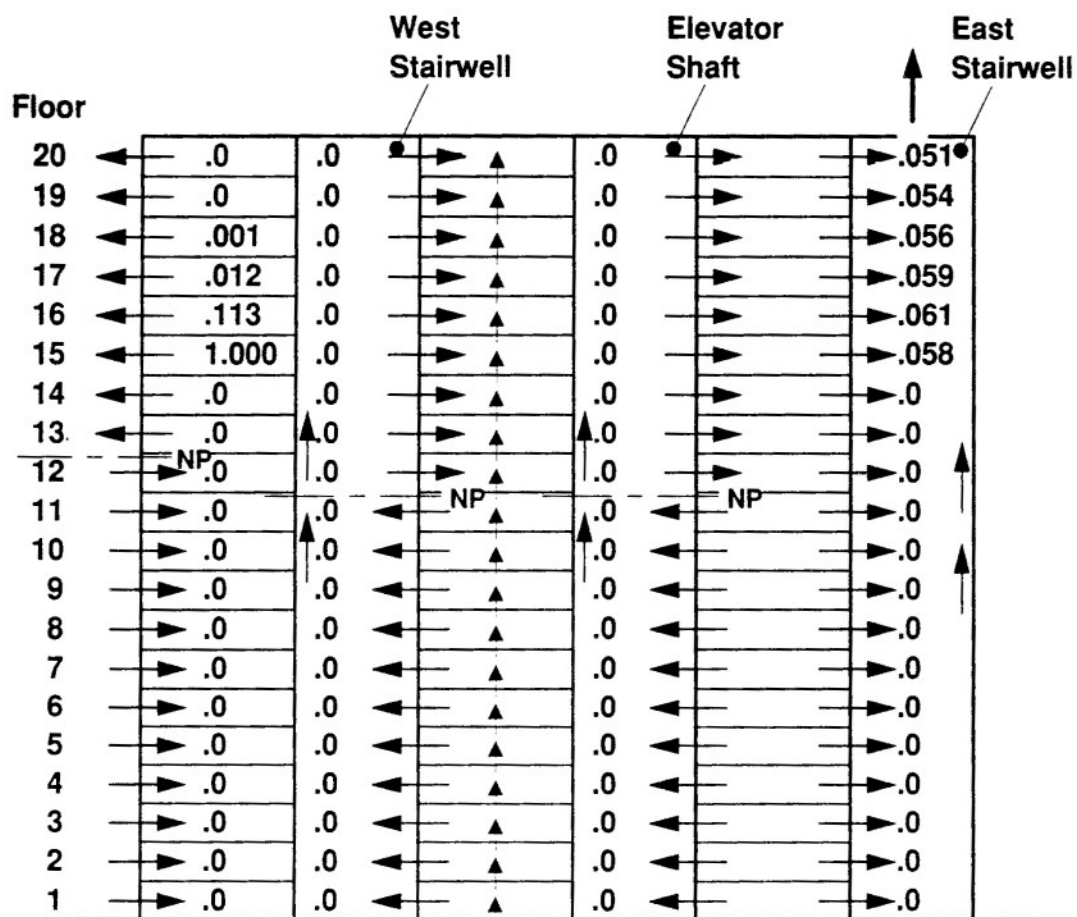 West Stairwell
Elevator Shaft
East Stairwell
Floor
20 .0 .0 .0 .051
19 .0 .0 .0 .054
18 .001 .0 .0 .056
17 .012 .0 .0 .059
16 .113 .0 .0 .061
15 1.000 .0 .0 .058
14 .0 .0 .0 .0
13 .0 .0 .0 .0
NP
12 .0 .0 .0 .0
NP NP
11 .0 .0 .0 .0
10 .0 .0 .0 .0
9 .0 .0 .0 .0
8 .0 .0 .0 .0
7 .0 .0 .0 .0
6 .0 .0 .0 .0
5 .0 .0 .0 .0
4 .0 .0 .0 .0
3 .0 .0 .0 .0
2 .0 .0 .0 .0
1 .0 .0 .0 .0